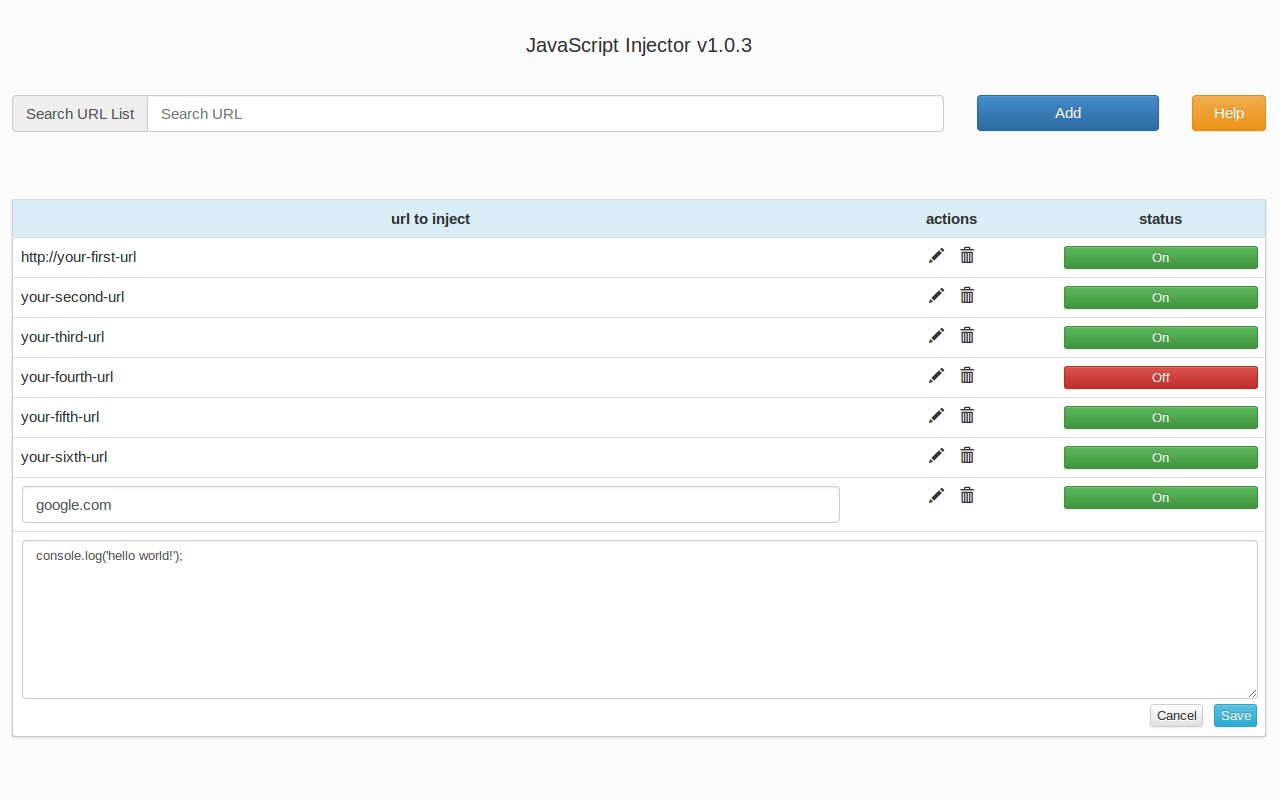 JavaScript Injector v1.0.3
Search URL List Search URL Add Help
url to inject actions status
http://your-first-url On
your-second-url On
your-third-url On
your-fourth-url Off
your-fifth-url On
your-sixth-url On
google.com On
console.log('hello world!');
Cancel Save